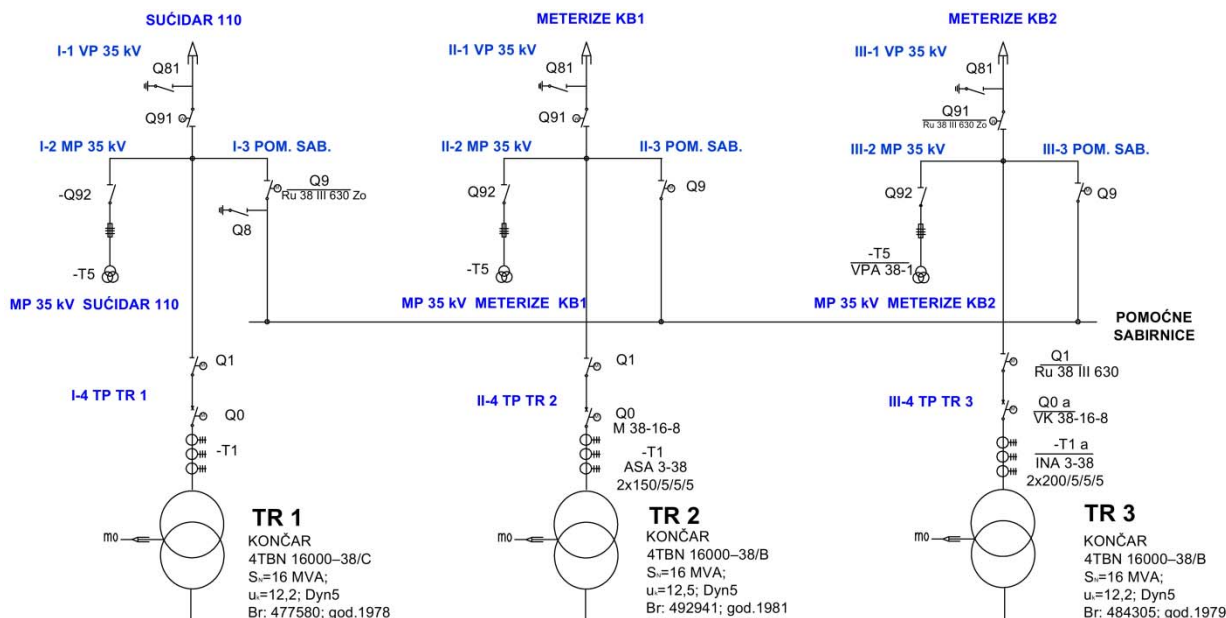 SUĆIDAR 110
I-1 VP 35 kV
Q81
Q91
I-2 MP 35 kV
I-3 POM. SAB.
-Q92
Q9
Ru 38 III 630 Zo
Q8
-T5
MP 35 kV SUĆIDAR 110
Q1
I-4 TP TR 1
Q0
-T1
mo
TR 1
KONČAR
4TBN 16000–38/C
Sₙ=16 MVA;
uₖ=12,2; Dyn5
Br: 477580; god.1978
METERIZE KB1
II-1 VP 35 kV
Q81
Q91
II-2 MP 35 kV
II-3 POM. SAB.
Q92
Q9
-T5
MP 35 kV METERIZE KB1
Q1
II-4 TP TR 2
Q0
M 38-16-8
-T1
ASA 3-38
2x150/5/5/5
mo
TR 2
KONČAR
4TBN 16000–38/B
Sₙ=16 MVA;
uₖ=12,5; Dyn5
Br: 492941; god.1981
METERIZE KB2
III-1 VP 35 kV
Q81
Q91
Ru 38 III 630 Zo
III-2 MP 35 kV
III-3 POM. SAB.
Q92
Q9
-T5
VPA 38-1
MP 35 kV METERIZE KB2
POMOĆNE
SABIRNICE
Q1
Ru 38 III 630
III-4 TP TR 3
Q0 a
VK 38-16-8
-T1 a
INA 3-38
2x200/5/5/5
mo
TR 3
KONČAR
4TBN 16000–38/B
Sₙ=16 MVA;
uₖ=12,2; Dyn5
Br: 484305; god.1979